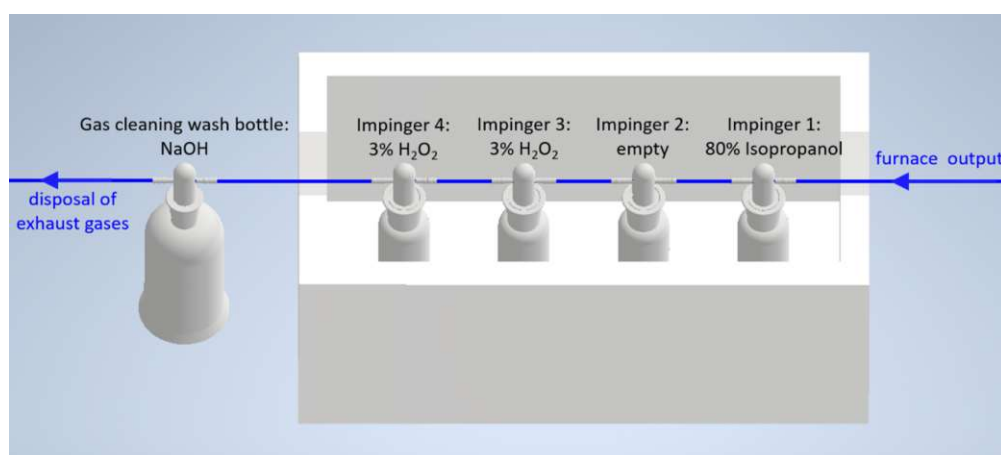 Gas cleaning wash bottle:
NaOH
Impinger 4:
3% H₂O₂
Impinger 3:
3% H₂O₂
Impinger 2:
empty
Impinger 1:
80% Isopropanol
furnace output
disposal of
exhaust gases